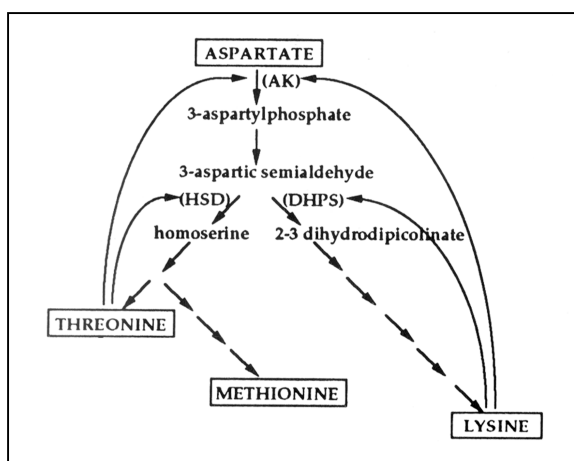 ASPARTATE
(AK)
3-aspartylphosphate
3-aspartic semialdehyde
(HSD) (DHPS)
homoserine 2-3 dihydrodipicolinate
THREONINE
METHIONINE
LYSINE